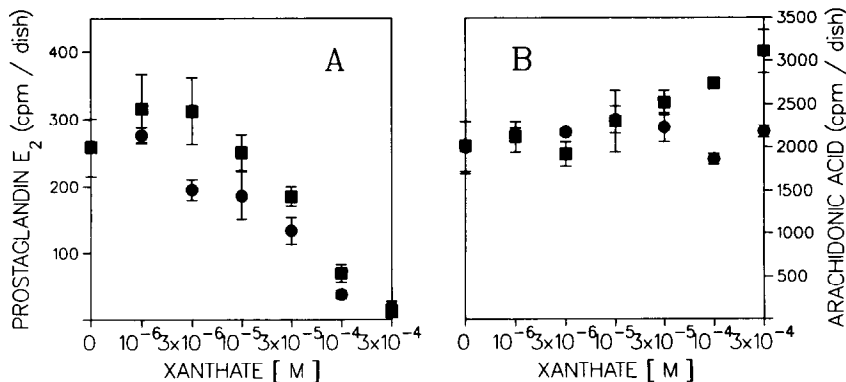 PROSTAGLANDIN E₂ (cpm / dish)
450
300
200
100
A
0 10⁻⁶ 3x10⁻⁶ 10⁻⁵ 3x10⁻⁵ 10⁻⁴ 3x10⁻⁴
XANTHATE [ M ]
B
3500
3000
2500
2000
1500
1000
500
0
ARACHIDONIC ACID (cpm / dish)
0 10⁻⁶ 3x10⁻⁶ 10⁻⁵ 3x10⁻⁵ 10⁻⁴ 3x10⁻⁴
XANTHATE [ M ]